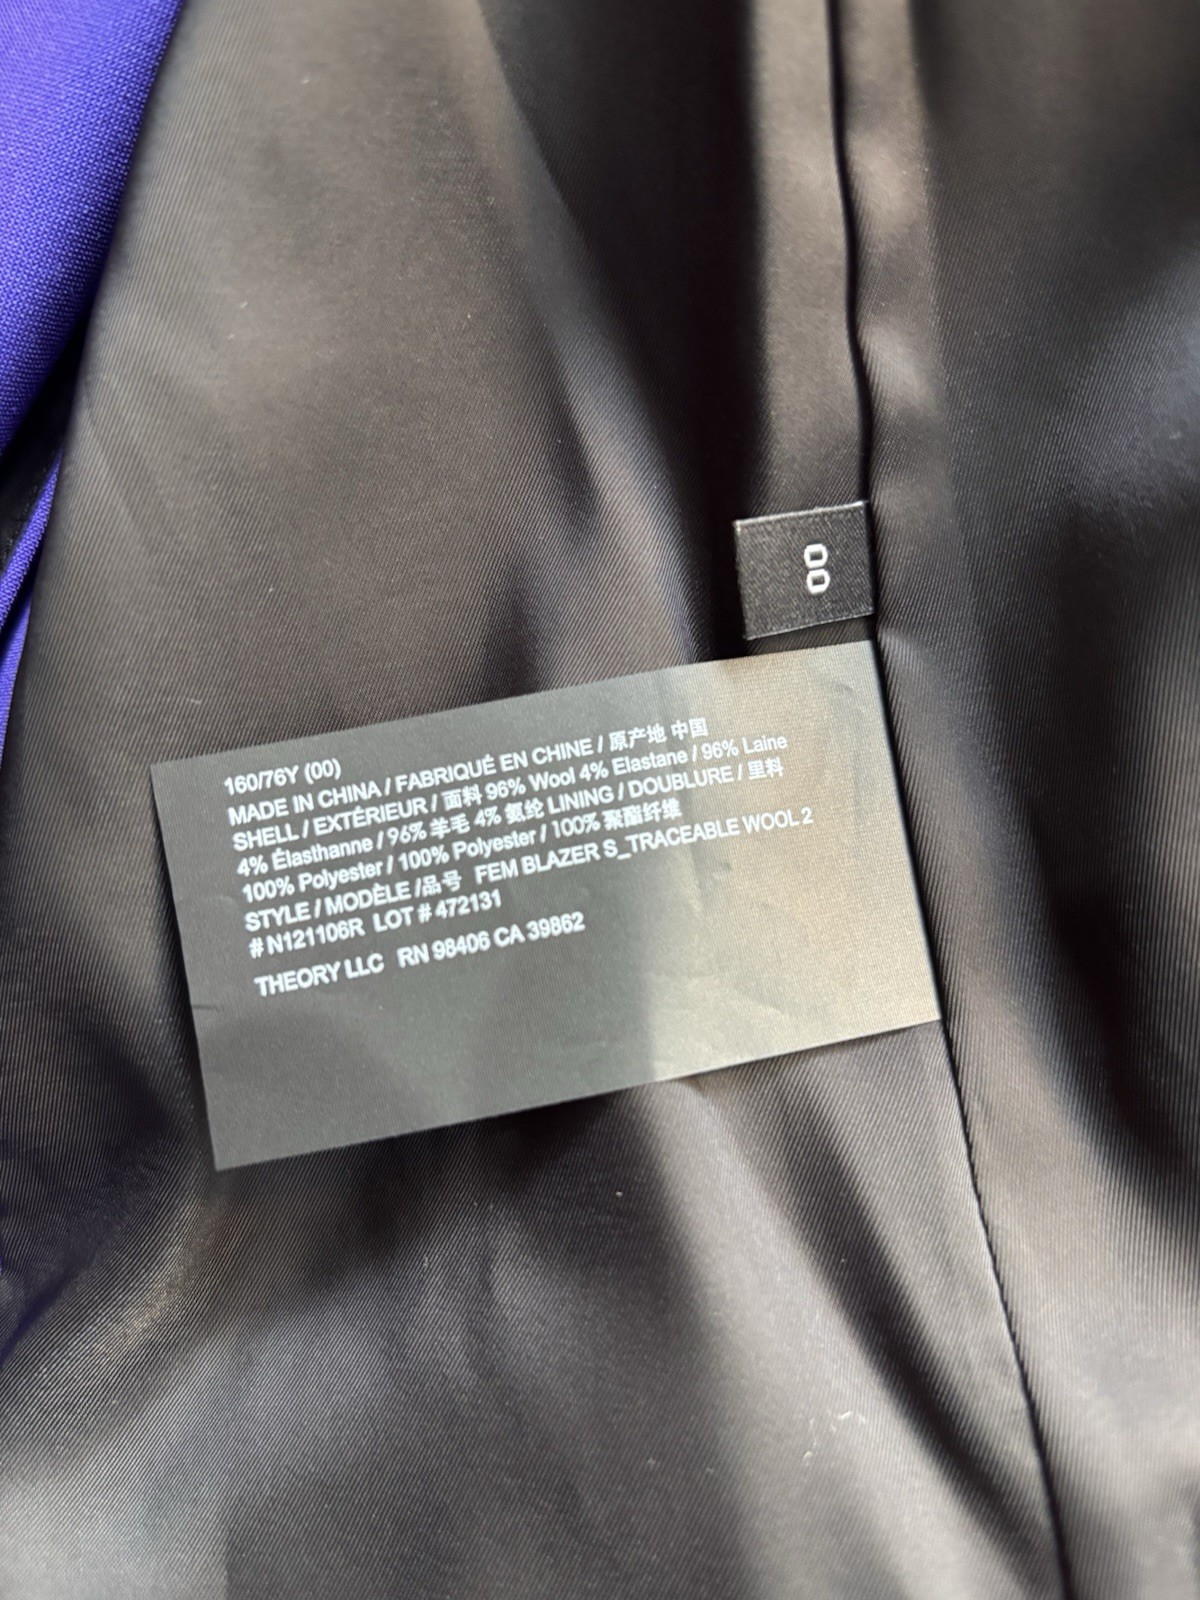 00
160/76Y (00)
MADE IN CHINA / FABRIQUÉ EN CHINE / 原产地 中国
SHELL / EXTÉRIEUR / 面料 96% Wool 4% Elastane / 96% Laine
4% Élasthanne / 96% 羊毛 4% 氨纶 LINING / DOUBLURE / 里料
100% Polyester / 100% Polyester / 100% 聚酯纤维
STYLE / MODÈLE /品号 FEM BLAZER S_TRACEABLE WOOL 2
# N121106R LOT # 472131
THEORY LLC RN 98406 CA 39862